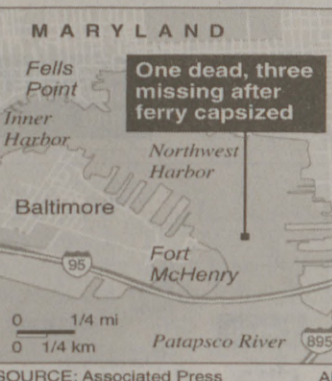 MARYLAND
Fells
Point
One dead, three
missing after
ferry capsized
Inner
Harbor
Northwest
Harbor
Baltimore
95
Fort
McHenry
0 1/4 mi
0 1/4 km
Patapsco River
895
SOURCE: Associated Press